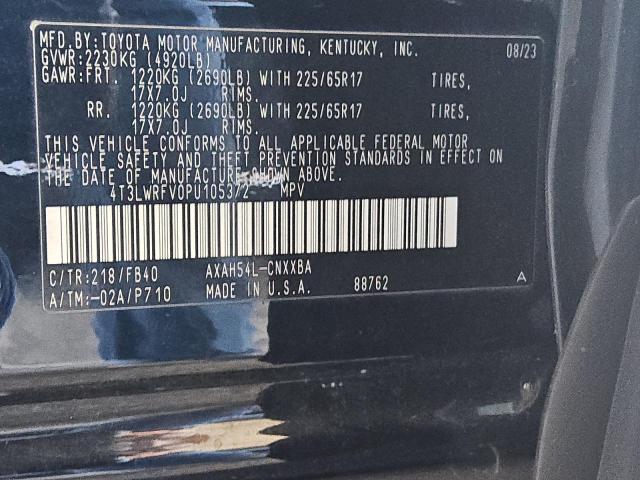 MFD.BY:TOYOTA MOTOR MANUFACTURING, KENTUCKY, INC. 08/23
GVWR:2230KG (4920LB)
GAWR:FRT. 1220KG (2690LB) WITH 225/65R17 TIRES,
17X7.0J RIMS.
RR. 1220KG (2690LB) WITH 225/65R17 TIRES,
17X7.0J RIMS.
THIS VEHICLE CONFORMS TO ALL APPLICABLE FEDERAL MOTOR
VEHICLE SAFETY AND THEFT PREVENTION STANDARDS IN EFFECT ON
THE DATE OF MANUFACTURE SHOWN ABOVE.
4T3LWRFV0PU105372 MPV
C/TR:218/FB40 AXAH54L-CNXXBA
A/TM:-02A/P710 MADE IN U.S.A. 88762 A